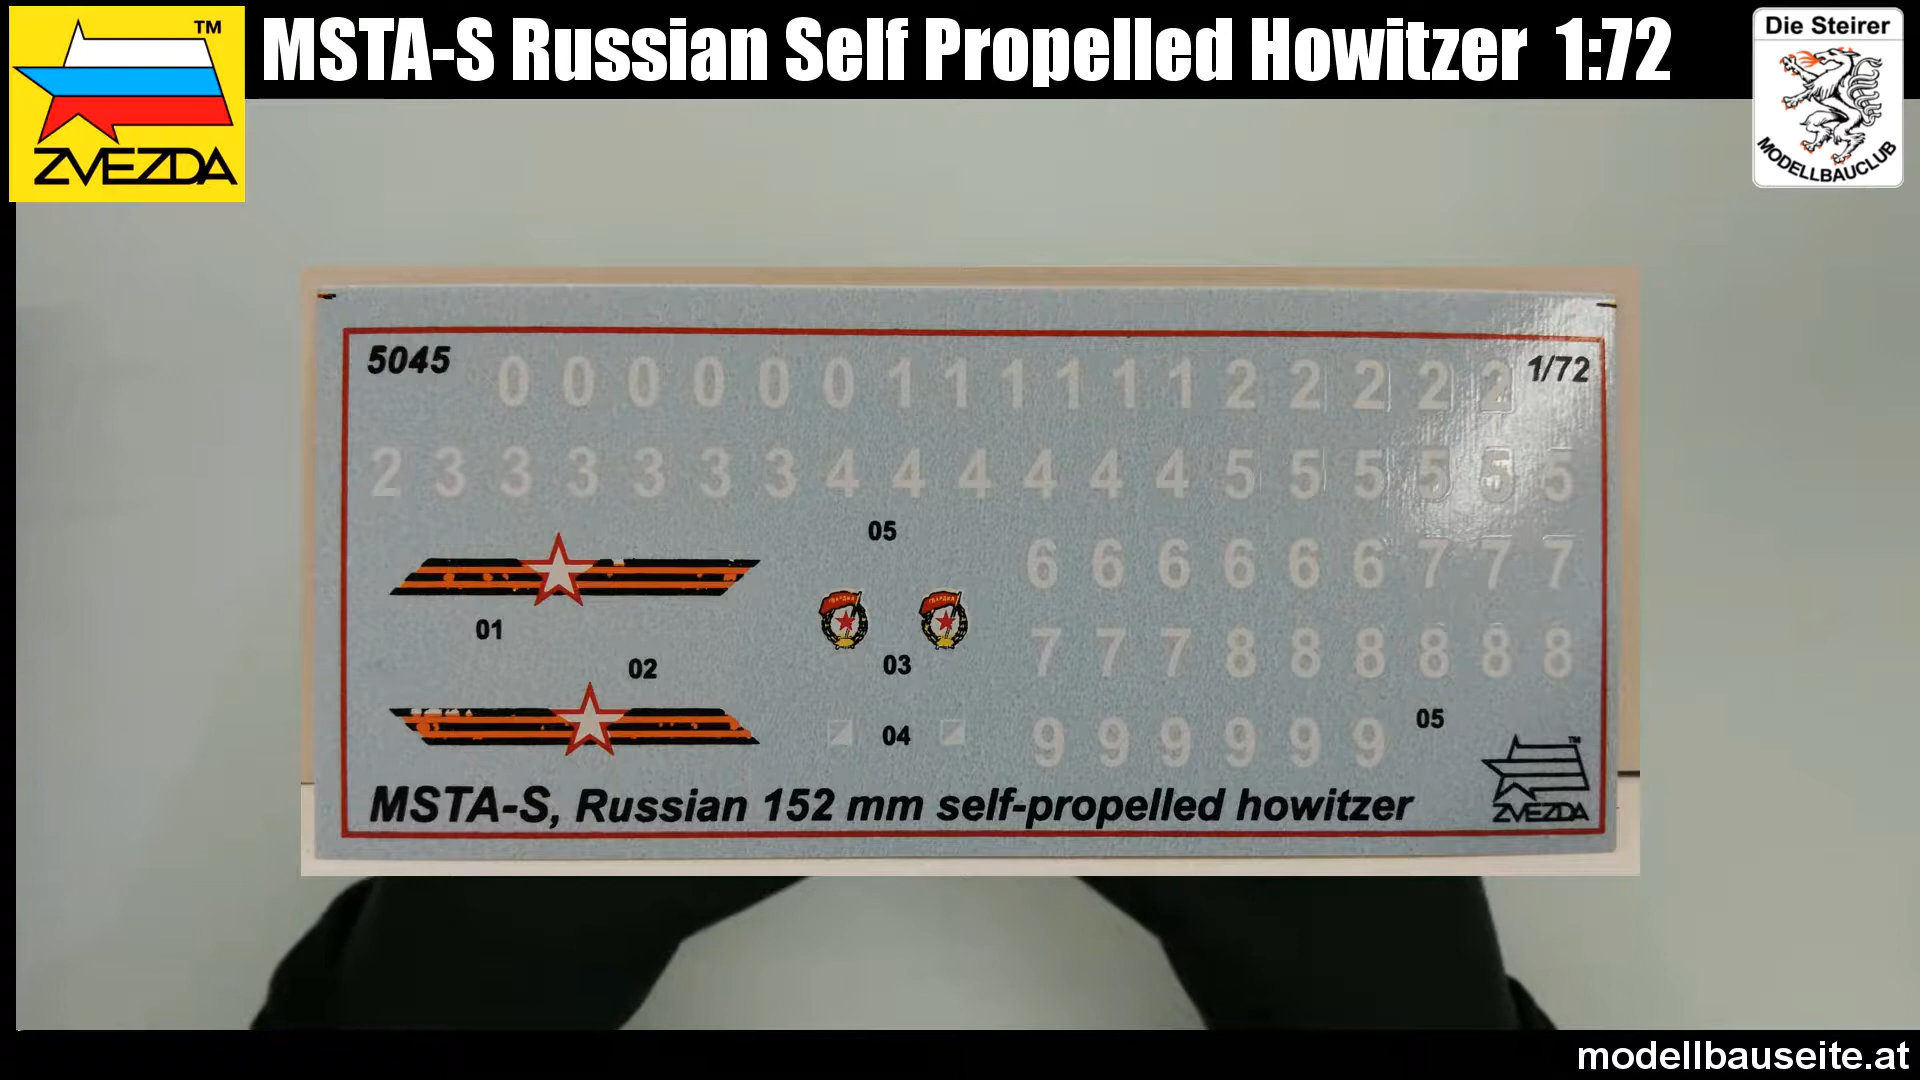 TM
ZVEZDA
MSTA-S Russian Self Propelled Howitzer 1:72
Die Steirer
MODELLBAUCLUB
5045 0 0 0 0 0 0 1 1 1 1 1 1 2 2 2 2 2 1/72
2 3 3 3 3 3 3 4 4 4 4 4 4 5 5 5 5 5 5
05
6 6 6 6 6 6 7 7 7
01
03
7 7 7 8 8 8 8 8 8
02
04
9 9 9 9 9 9 05
TM
ZVEZDA
MSTA-S, Russian 152 mm self-propelled howitzer
modellbauseite.at